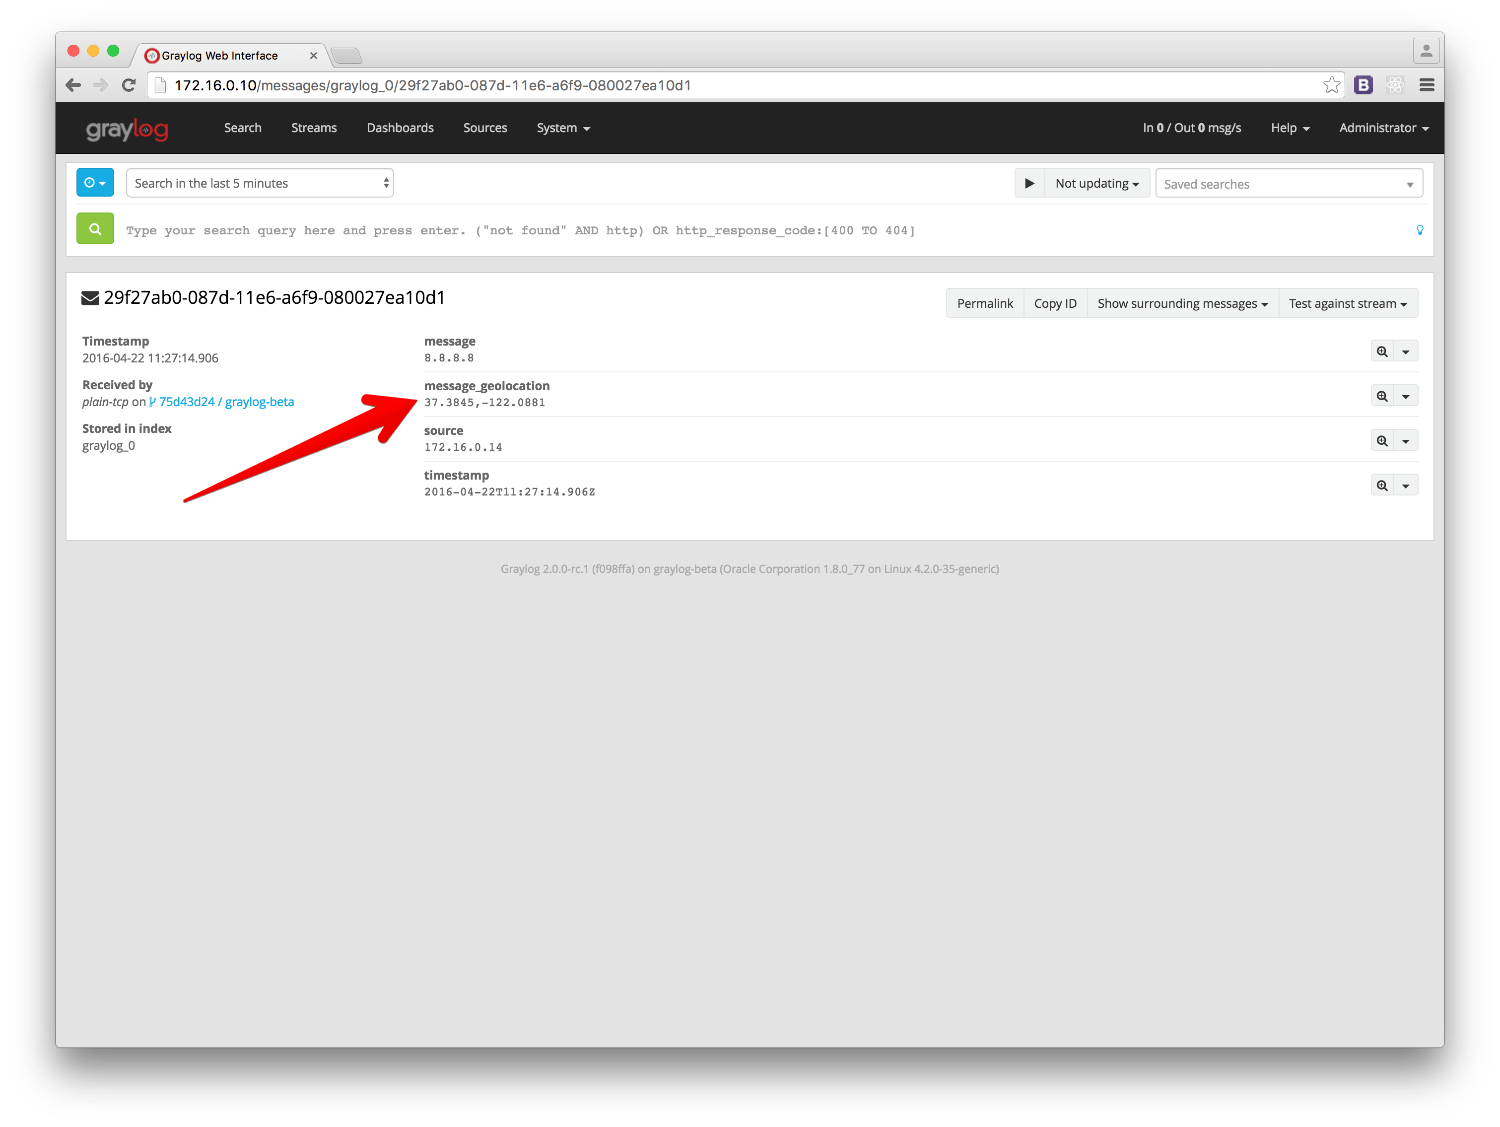 Graylog Web Interface
172.16.0.10/messages/graylog_0/29f27ab0-087d-11e6-a6f9-080027ea10d1
B
graylog Search Streams Dashboards Sources System In 0 / Out 0 msg/s Help Administrator
Search in the last 5 minutes Not updating Saved searches
Type your search query here and press enter. ("not found" AND http) OR http_response_code:[400 TO 404]
29f27ab0-087d-11e6-a6f9-080027ea10d1
Permalink Copy ID Show surrounding messages Test against stream
Timestamp
2016-04-22 11:27:14.906
Received by
plain-tcp on 75d43d24 / graylog-beta
Stored in index
graylog_0
message
8.8.8.8
message_geolocation
37.3845,-122.0881
source
172.16.0.14
timestamp
2016-04-22T11:27:14.906Z
Graylog 2.0.0-rc.1 (f098ffa) on graylog-beta (Oracle Corporation 1.8.0_77 on Linux 4.2.0-35-generic)